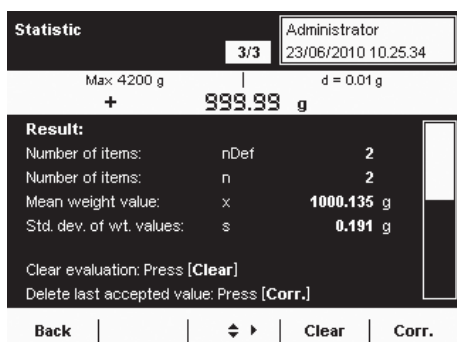 Statistic
3/3
Administrator
23/06/2010 10.25.34
Max 4200 g d = 0.01 g
+ 999.99 g
Result:
Number of items: nDef 2
Number of items: n 2
Mean weight value: x 1000.135 g
Std. dev. of wt. values: s 0.191 g
Clear evaluation: Press [Clear]
Delete last accepted value: Press [Corr.]
Back Clear Corr.